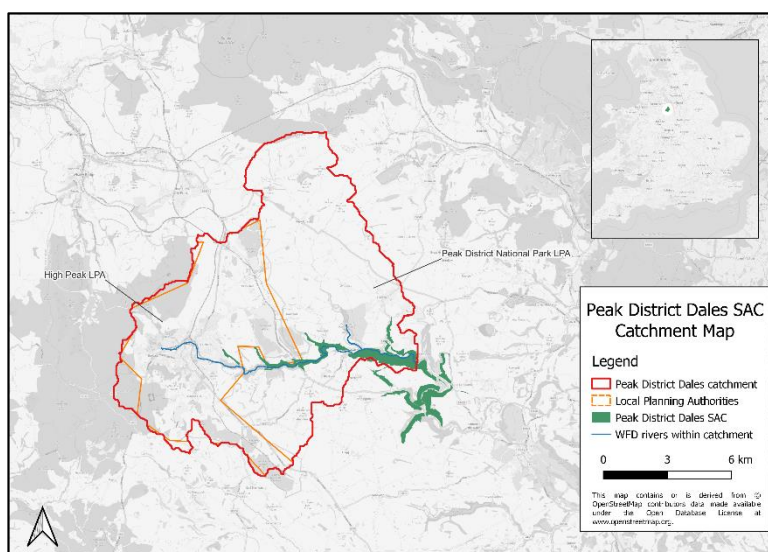 High Peak LPA
Peak District National Park LPA
Peak District Dales SAC
Catchment Map
Legend
Peak District Dales catchment
Local Planning Authorities
Peak District Dales SAC
WFD rivers within catchment
0 3 6 km
This map contains or is derived from ©
OpenStreetMap contributors data made available
under the Open Database License at
www.openstreetmap.org.